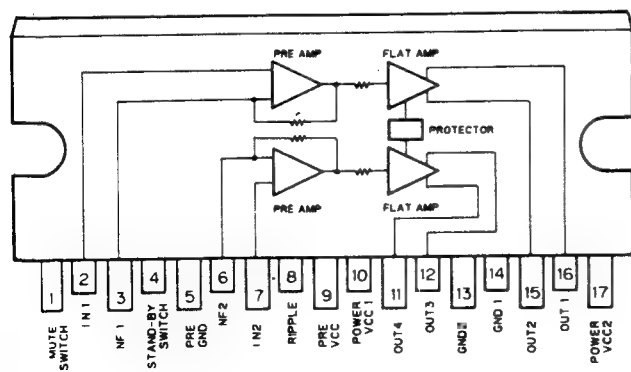 PRE AMP
FLAT AMP
PROTECTOR
PRE AMP
FLAT AMP
1
2
3
4
5
6
7
8
9
10
11
12
13
14
15
16
17
MUTE
SWITCH
IN 1
NF 1
STAND-BY
SWITCH
PRE
GND
NF2
IN2
RIPPLE
PRE
VCC
POWER
VCC 1
OUT4
OUT3
GNDⅡ
GND 1
OUT2
OUT 1
POWER
VCC2